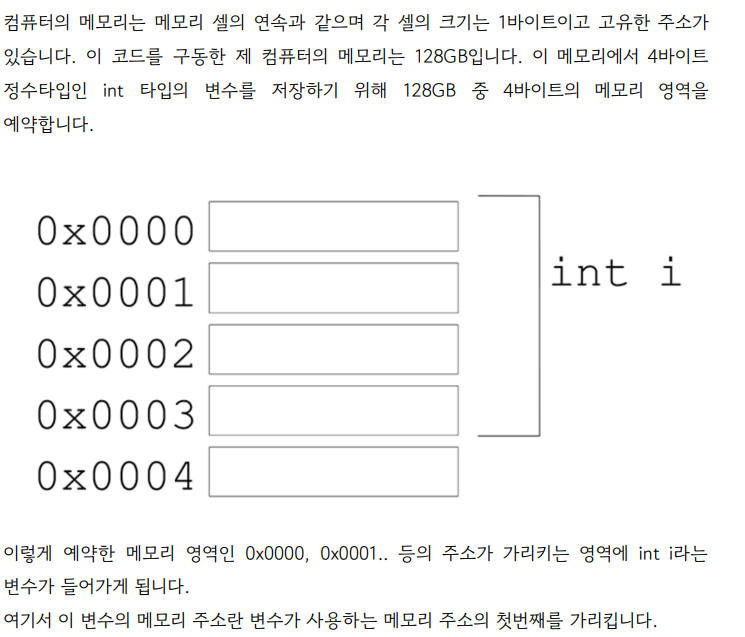 컴퓨터의 메모리는 메모리 셀의 연속과 같으며 각 셀의 크기는 1바이트이고 고유한 주소가
있습니다. 이 코드를 구동한 제 컴퓨터의 메모리는 128GB입니다. 이 메모리에서 4바이트
정수타입인 int 타입의 변수를 저장하기 위해 128GB 중 4바이트의 메모리 영역을
예약합니다.
0x0000
int i
0x0001
0x0002
0x0003
0x0004
이렇게 예약한 메모리 영역인 0x0000, 0x0001.. 등의 주소가 가리키는 영역에 int i라는
변수가 들어가게 됩니다.
여기서 이 변수의 메모리 주소란 변수가 사용하는 메모리 주소의 첫번째를 가리킵니다.